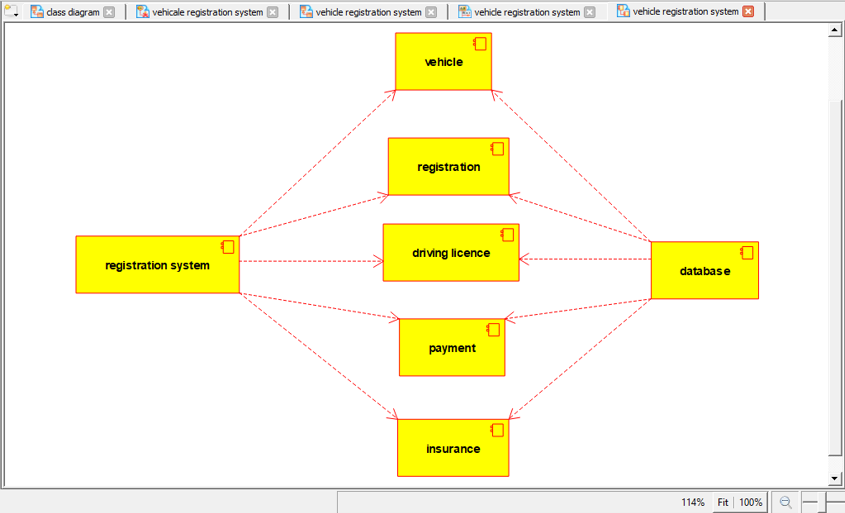 class diagram
vehicale registration system
vehicle registration system
vehicle registration system
vehicle registration system
vehicle
registration
driving licence
registration system
database
payment
insurance
114% Fit 100%